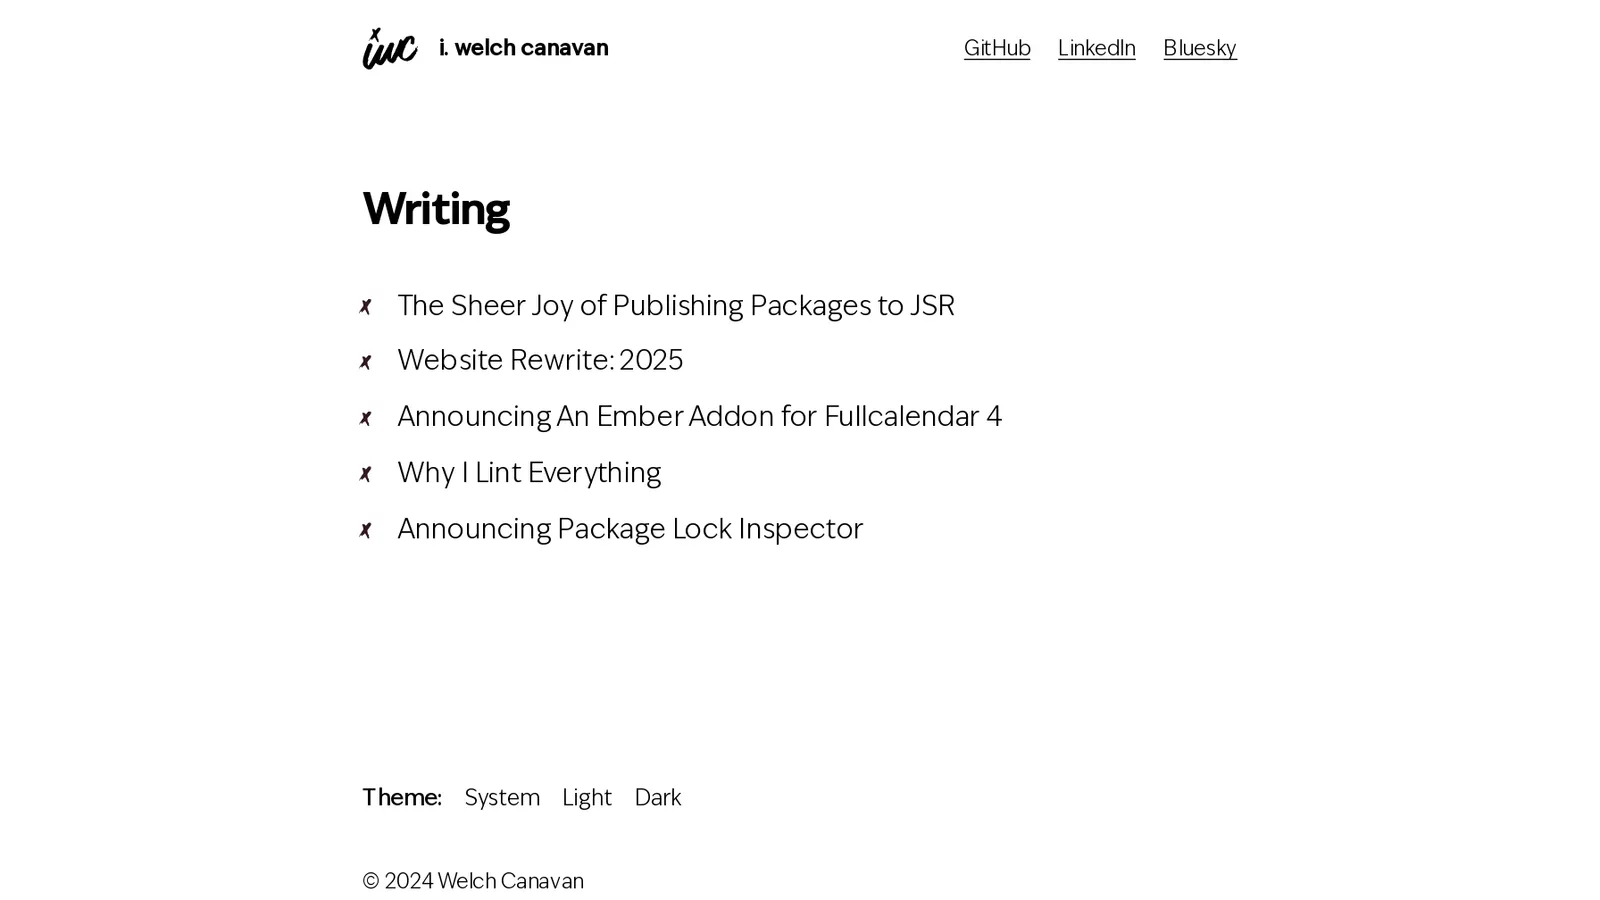 iwc i. welch canavan GitHub LinkedIn Bluesky
Writing
The Sheer Joy of Publishing Packages to JSR
Website Rewrite: 2025
Announcing An Ember Addon for Fullcalendar 4
Why I Lint Everything
Announcing Package Lock Inspector
Theme: System Light Dark
© 2024 Welch Canavan